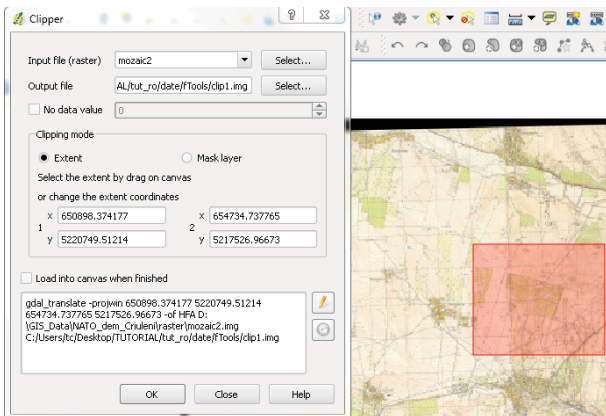 Clipper
Input file (raster) mozaic2 Select...
Output file AL/tut_ro/date/fTools/clip1.img Select...
No data value 0
Clipping mode
Extent Mask layer
Select the extent by drag on canvas
or change the extent coordinates
x 650898.374177 x 654734.737765
1 2
y 5220749.51214 y 5217526.96673
Load into canvas when finished
gdal_translate -projwin 650898.374177 5220749.51214
654734.737765 5217526.96673 -of HFA D:
\GIS_Data\NATO_dem_Criuleni\raster\mozaic2.img
C:/Users/tc/Desktop/TUTORIAL/tut_ro/date/fTools/clip1.img
OK Close Help